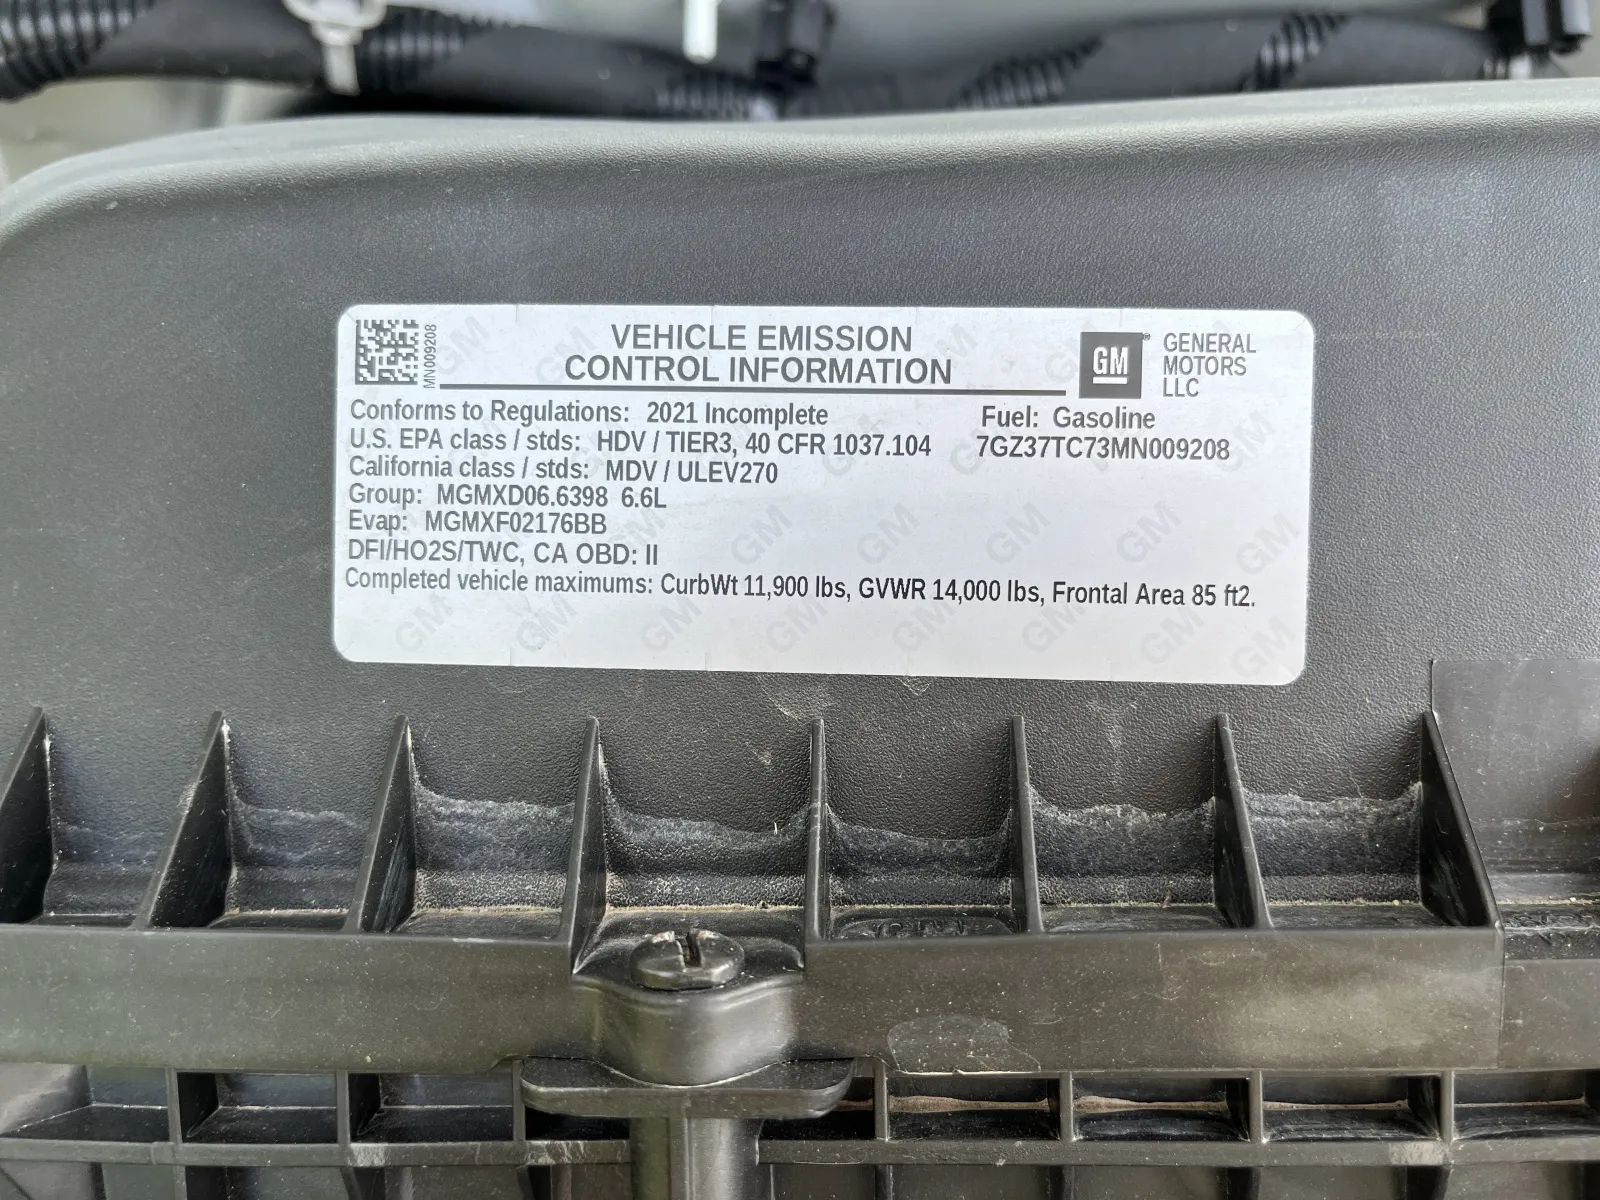 MN009208
VEHICLE EMISSION
CONTROL INFORMATION
GM®
GENERAL
MOTORS
LLC
Conforms to Regulations: 2021 Incomplete
Fuel: Gasoline
U.S. EPA class / stds: HDV / TIER3, 40 CFR 1037.104
7GZ37TC73MN009208
California class / stds: MDV / ULEV270
Group: MGMXD06.6398 6.6L
Evap: MGMXF02176BB
DFI/HO2S/TWC, CA OBD: II
Completed vehicle maximums: CurbWt 11,900 lbs, GVWR 14,000 lbs, Frontal Area 85 ft2.